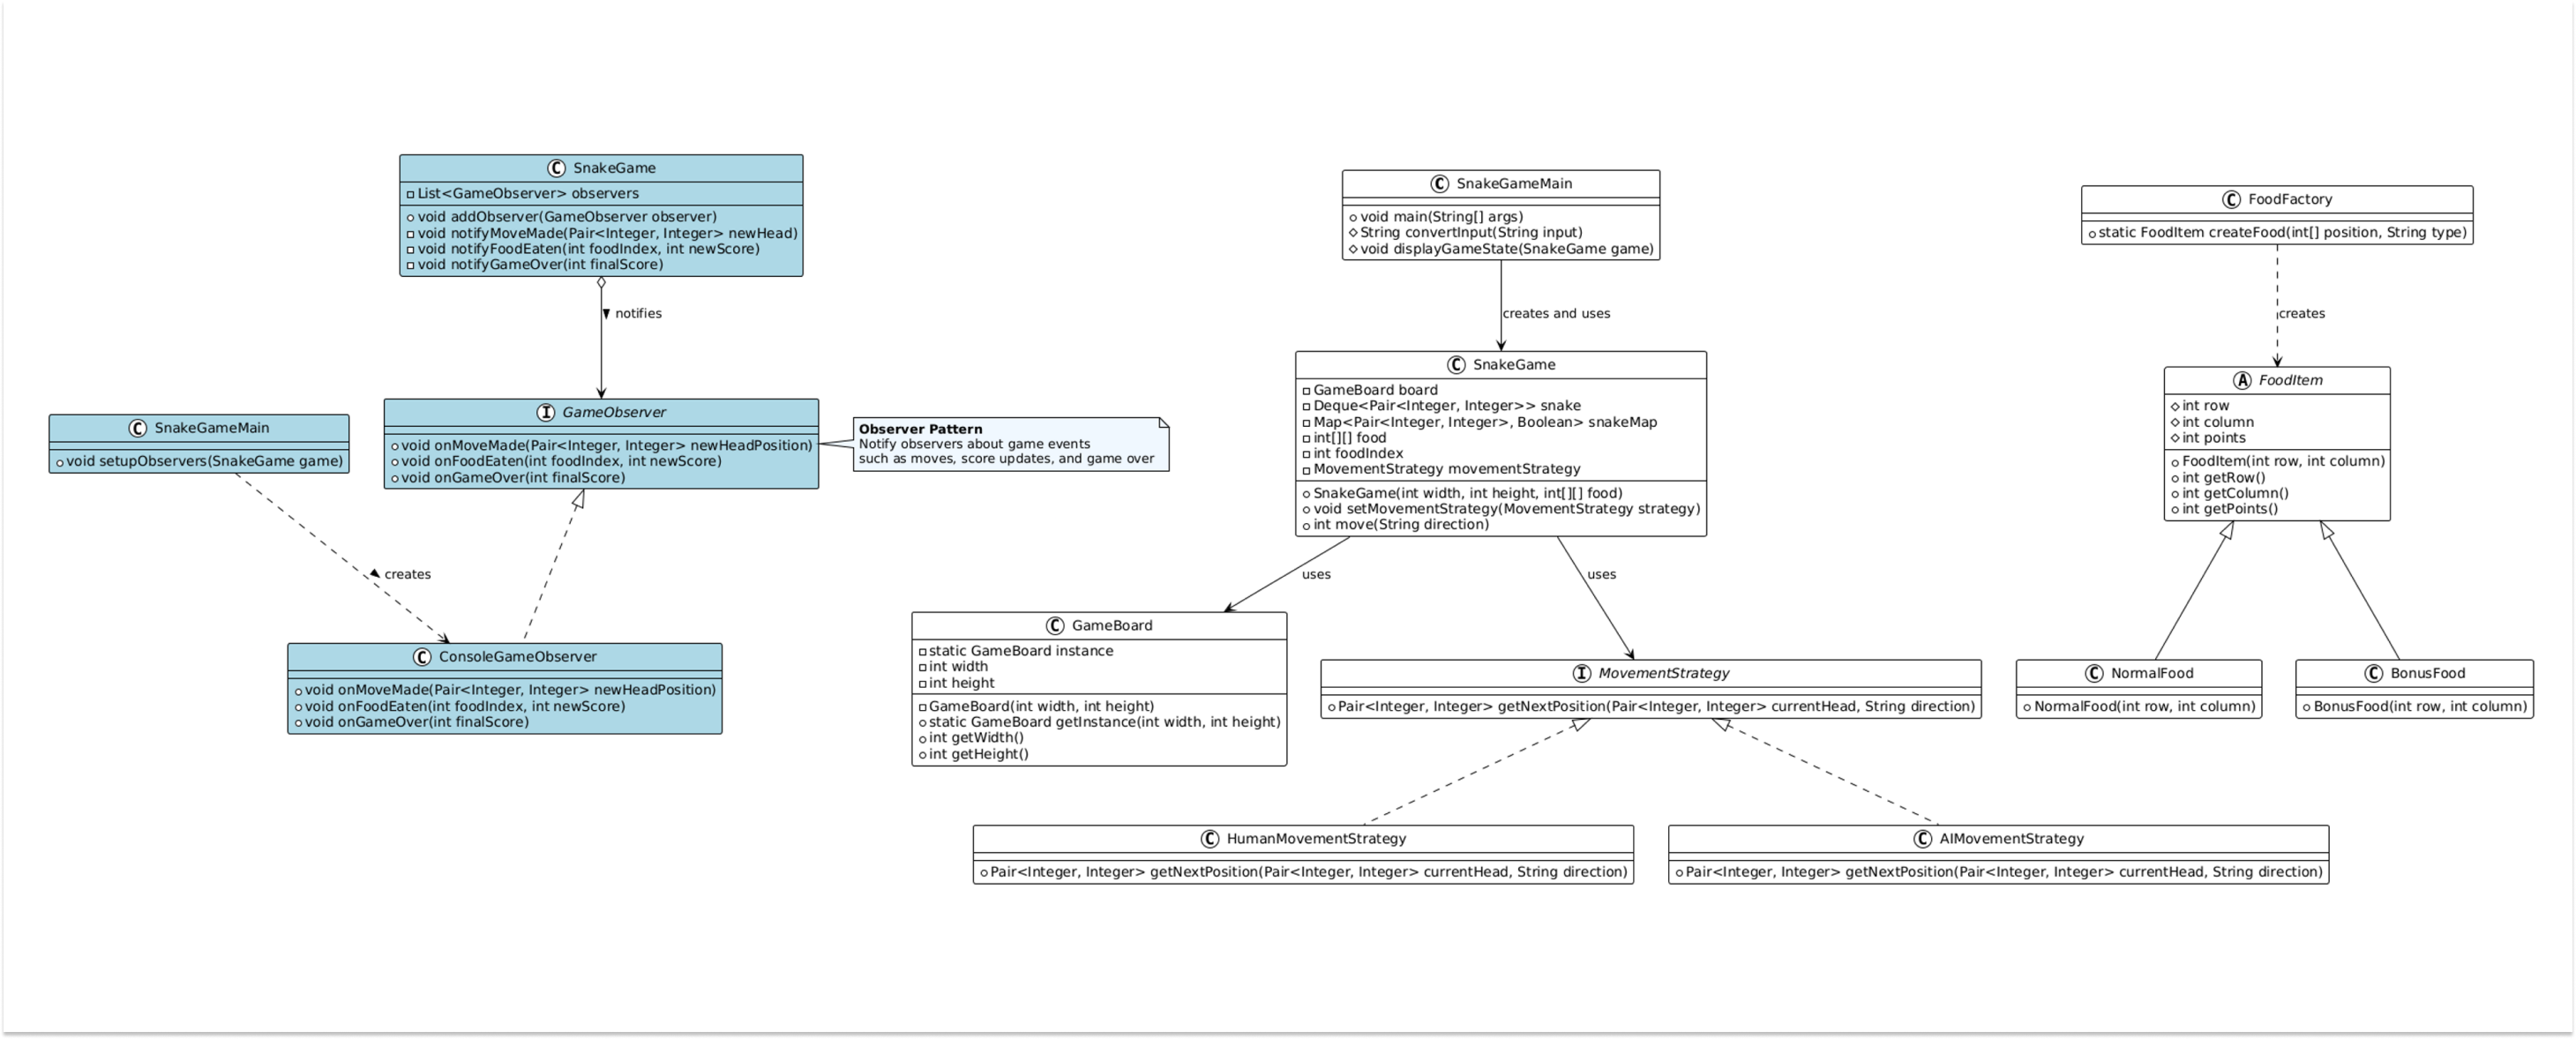 SnakeGame
List<GameObserver> observers
void addObserver(GameObserver observer)
void notifyMoveMade(Pair<Integer, Integer> newHead)
void notifyFoodEaten(int foodIndex, int newScore)
void notifyGameOver(int finalScore)
notifies
SnakeGameMain
void setupObservers(SnakeGame game)
GameObserver
void onMoveMade(Pair<Integer, Integer> newHeadPosition)
void onFoodEaten(int foodIndex, int newScore)
void onGameOver(int finalScore)
Observer Pattern
Notify observers about game events
such as moves, score updates, and game over
creates
ConsoleGameObserver
void onMoveMade(Pair<Integer, Integer> newHeadPosition)
void onFoodEaten(int foodIndex, int newScore)
void onGameOver(int finalScore)
SnakeGameMain
void main(String[] args)
String convertInput(String input)
void displayGameState(SnakeGame game)
creates and uses
SnakeGame
GameBoard board
Deque<Pair<Integer, Integer>> snake
Map<Pair<Integer, Integer>, Boolean> snakeMap
int[][] food
int foodIndex
MovementStrategy movementStrategy
SnakeGame(int width, int height, int[][] food)
void setMovementStrategy(MovementStrategy strategy)
int move(String direction)
uses
uses
GameBoard
static GameBoard instance
int width
int height
GameBoard(int width, int height)
static GameBoard getInstance(int width, int height)
int getWidth()
int getHeight()
MovementStrategy
Pair<Integer, Integer> getNextPosition(Pair<Integer, Integer> currentHead, String direction)
HumanMovementStrategy
Pair<Integer, Integer> getNextPosition(Pair<Integer, Integer> currentHead, String direction)
AIMovementStrategy
Pair<Integer, Integer> getNextPosition(Pair<Integer, Integer> currentHead, String direction)
FoodFactory
static FoodItem createFood(int[] position, String type)
creates
FoodItem
int row
int column
int points
FoodItem(int row, int column)
int getRow()
int getColumn()
int getPoints()
NormalFood
NormalFood(int row, int column)
BonusFood
BonusFood(int row, int column)